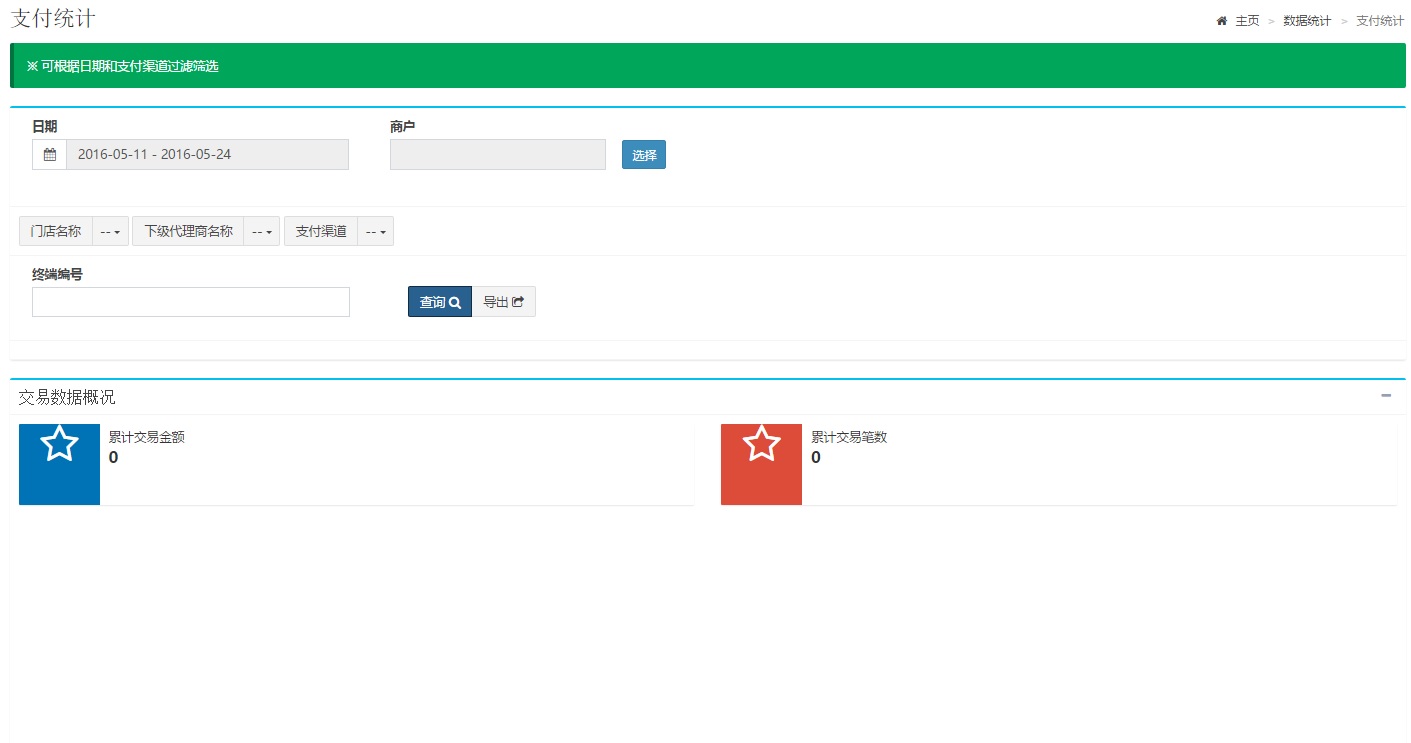 支付统计
主页 > 数据统计 > 支付统计
※ 可根据日期和支付渠道过滤筛选
日期
商户
2016-05-11 - 2016-05-24
选择
门店名称 -- 下级代理商名称 -- 支付渠道 --
终端编号
查询 导出
交易数据概况
累计交易金额
0
累计交易笔数
0